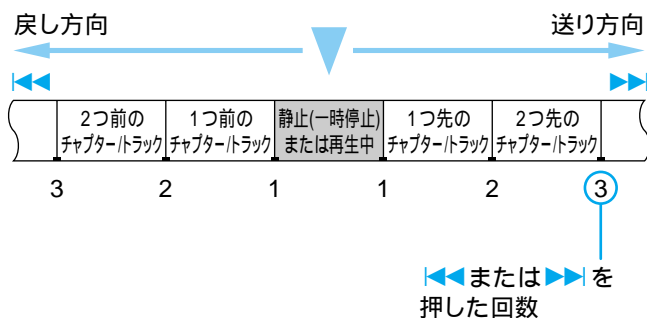 戻し方向
送り方向
2つ前の
チャプター/トラック
1つ前の
チャプター/トラック
静止(一時停止)
または再生中
1つ先の
チャプター/トラック
2つ先の
チャプター/トラック
3 2 1 1 2 3
または を
押した回数